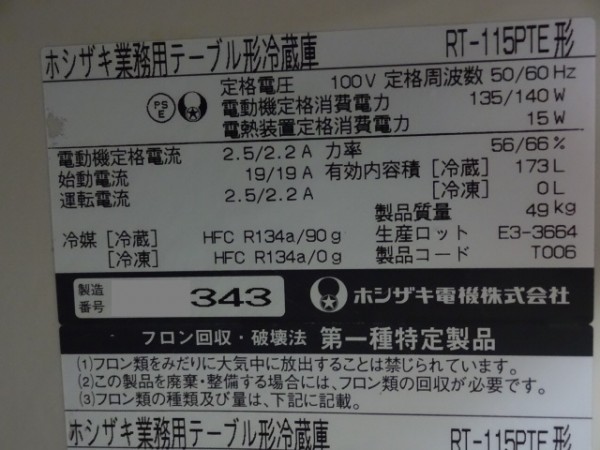 ホシザキ業務用テーブル形冷蔵庫 RT-115PTE形
定格電圧 100V 定格周波数 50/60Hz
電動機定格消費電力 135/140W
電熱装置定格消費電力 15W
PS
E
電動機定格電流 2.5/2.2A 力率 56/66%
始動電流 19/19A 有効内容積 [冷蔵] 173L
運転電流 2.5/2.2A [冷凍] 0L
製品質量 49kg
冷媒 [冷蔵] HFC R134a/90g 生産ロット E3-3664
[冷凍] HFC R134a/0g 製品コード T006
製造
番号 343 ホシザキ電機株式会社
フロン回収・破壊法 第一種特定製品
(1)フロン類をみだりに大気中に放出することは禁じられています。
(2)この製品を廃棄・整備する場合には、フロン類の回収が必要です。
(3)フロン類の種類及び量は、下記に記載。
ホシザキ業務用テーブル形冷蔵庫 RT-115PTE形